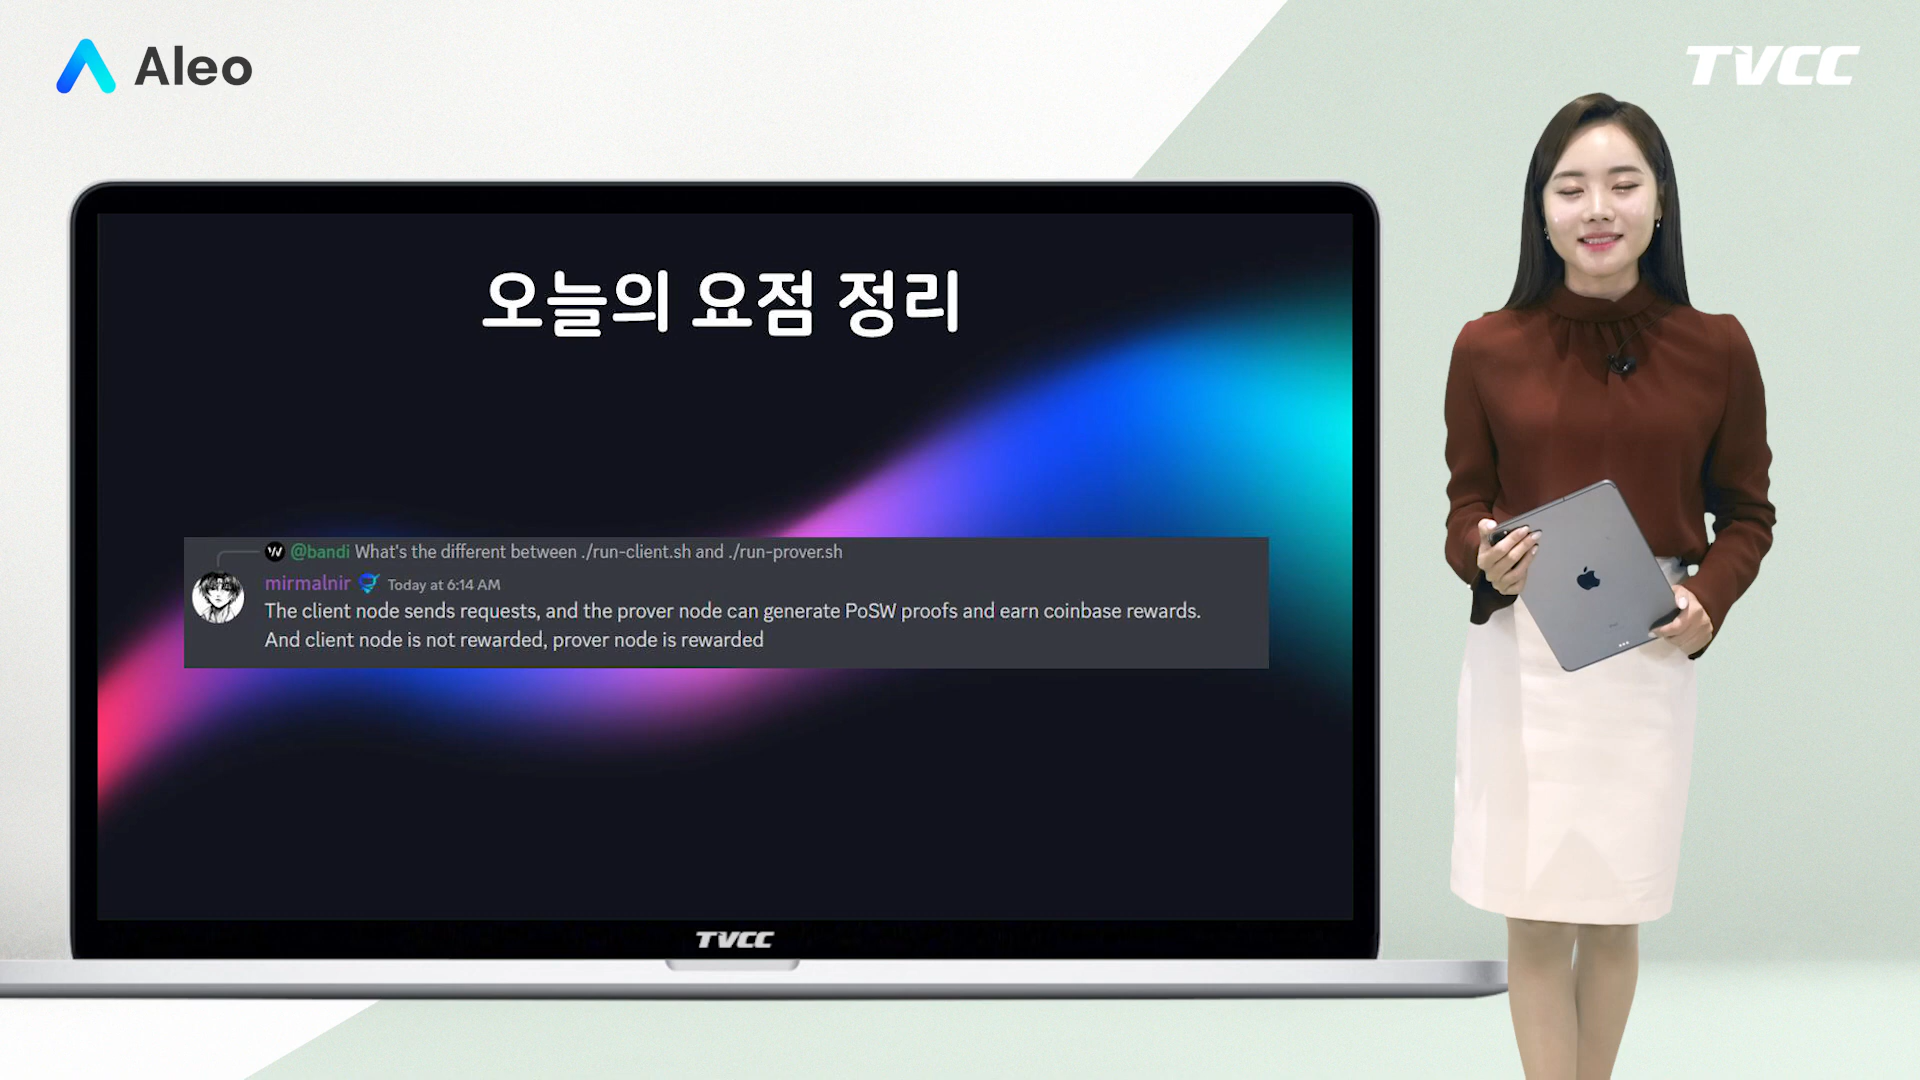 Aleo
TVCC
오늘의 요점 정리
@bandi What's the different between ./run-client.sh and ./run-prover.sh
mirmalnir Today at 6:14 AM
The client node sends requests, and the prover node can generate PoSW proofs and earn coinbase rewards.
And client node is not rewarded, prover node is rewarded
TVCC